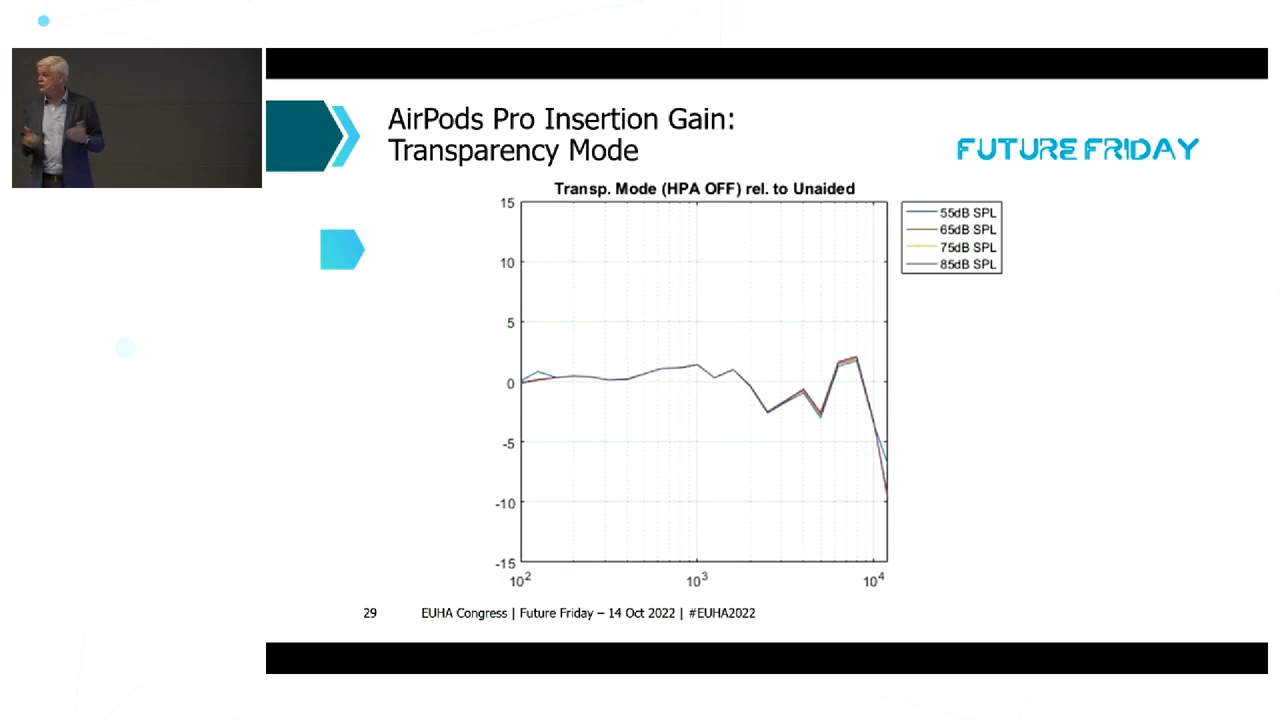 AirPods Pro Insertion Gain:
Transparency Mode
FUTURE FRIDAY
Transp. Mode (HPA OFF) rel. to Unaided
15
10
5
0
-5
-10
-15
10²
10³
10⁴
55dB SPL
65dB SPL
75dB SPL
85dB SPL
29
EUHA Congress | Future Friday – 14 Oct 2022 | #EUHA2022